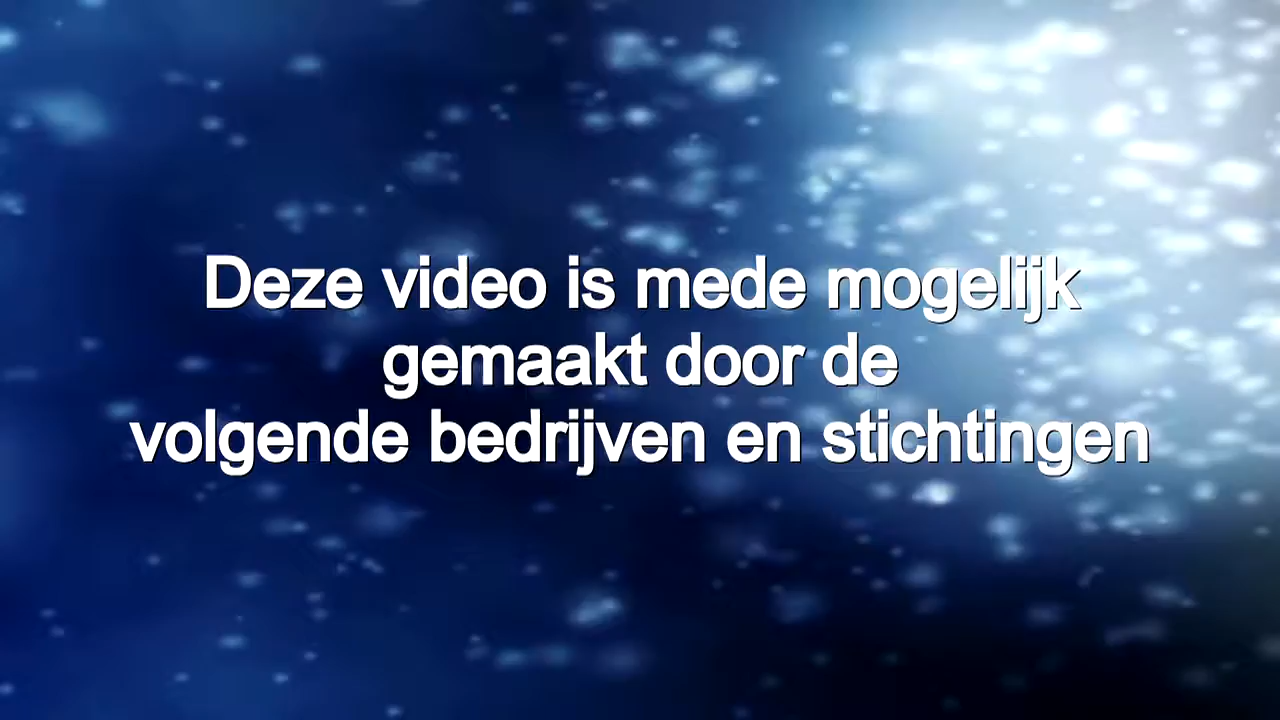 Deze video is mede mogelijk
gemaakt door de
volgende bedrijven en stichtingen